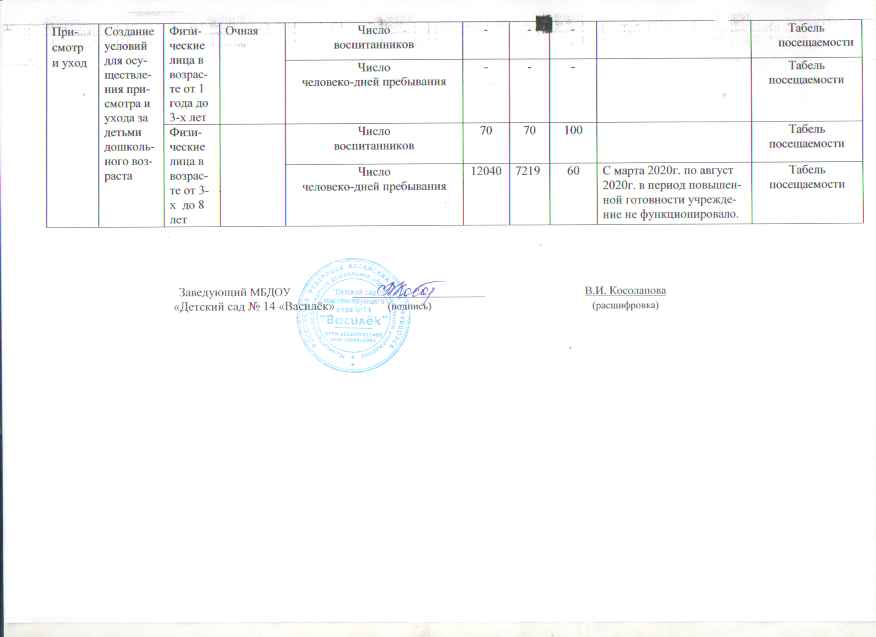 При-
смотр
и уход
Создание
условий
для осу-
ществле-
ния при-
смотра и
ухода за
детьми
дошколь-
ного воз-
раста
Физи-
ческие
лица в
возрас-
те от 1
года до
3-х лет
Очная
Число
воспитанников
- - -
Табель
посещаемости
Число
человеко-дней пребывания
- - -
Табель
посещаемости
Физи-
ческие
лица в
возрас-
те от 3-
х до 8
лет
Число
воспитанников
70 70 100
Табель
посещаемости
Число
человеко-дней пребывания
12040 7219 60
С марта 2020г. по август
2020г. в период повышен-
ной готовности учрежде-
ние не функционировало.
Табель
посещаемости
Заведующий МБДОУ
«Детский сад № 14 «Василёк»
(подпись)
В.И. Косолапова
(расшифровка)
"Детский сад
вида №14
"Василёк"